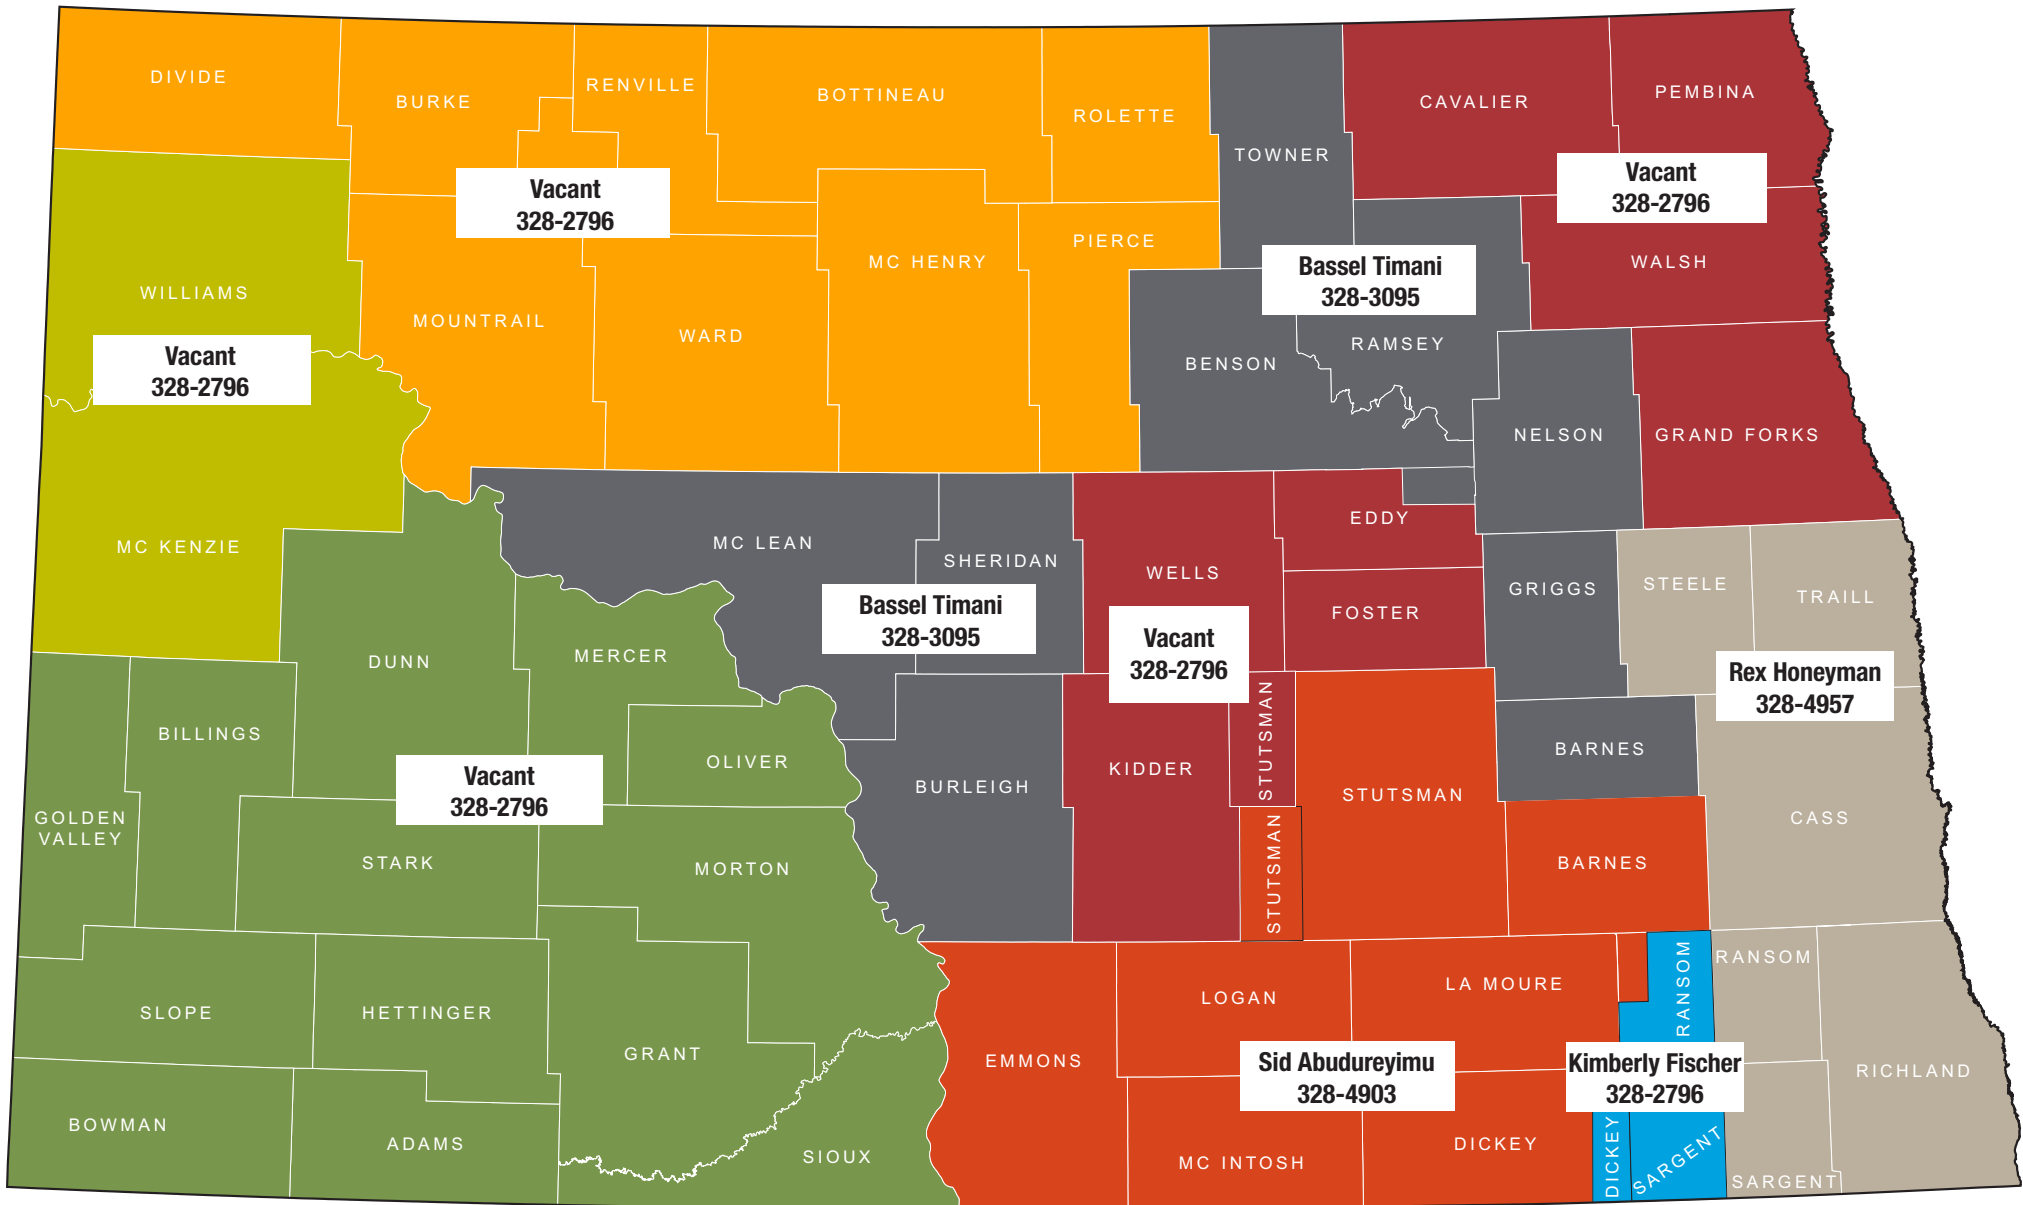 DIVIDE
BURKE
RENVILLE
BOTTINEAU
ROLETTE
TOWNER
CAVALIER
PEMBINA
Vacant
328-2796
Vacant
328-2796
WILLIAMS
MOUNTRAIL
WARD
MC HENRY
PIERCE
Bassel Timani
328-3095
WALSH
BENSON
RAMSEY
Vacant
328-2796
NELSON
GRAND FORKS
MC KENZIE
MC LEAN
SHERIDAN
WELLS
EDDY
FOSTER
GRIGGS
STEELE
TRAILL
Bassel Timani
328-3095
Vacant
328-2796
DUNN
MERCER
Rex Honeyman
328-4957
BILLINGS
OLIVER
BURLEIGH
KIDDER
STUTSMAN
STUTSMAN
BARNES
Vacant
328-2796
GOLDEN
VALLEY
STARK
MORTON
STUTSMAN
BARNES
CASS
SLOPE
HETTINGER
GRANT
EMMONS
LOGAN
LA MOURE
RANSOM
RANSOM
Sid Abudureyimu
328-4903
Kimberly Fischer
328-2796
RICHLAND
BOWMAN
ADAMS
SIOUX
MC INTOSH
DICKEY
DICKEY
SARGENT
SARGENT